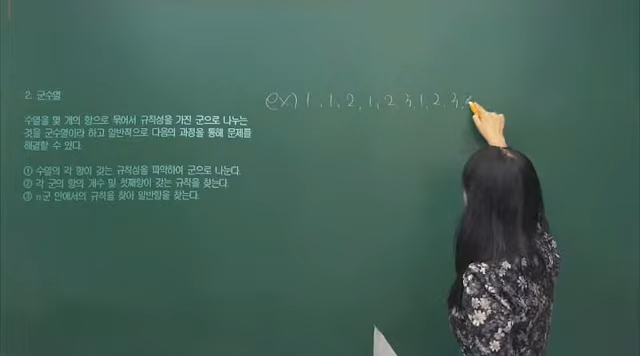 2. 군수열
수열을 몇 개의 항으로 묶어서 규칙성을 가진 군으로 나누는
것을 군수열이라 하고 일반적으로 다음의 과정을 통해 문제를
해결할 수 있다.
① 수열의 각 항이 갖는 규칙성을 파악하여 군으로 나눈다.
② 각 군의 항의 개수 및 첫째항이 갖는 규칙을 찾는다.
③ n군 안에서의 규칙을 찾아 일반항을 찾는다.
ex) 1, 1, 2, 1, 2, 3, 1, 2, 3,